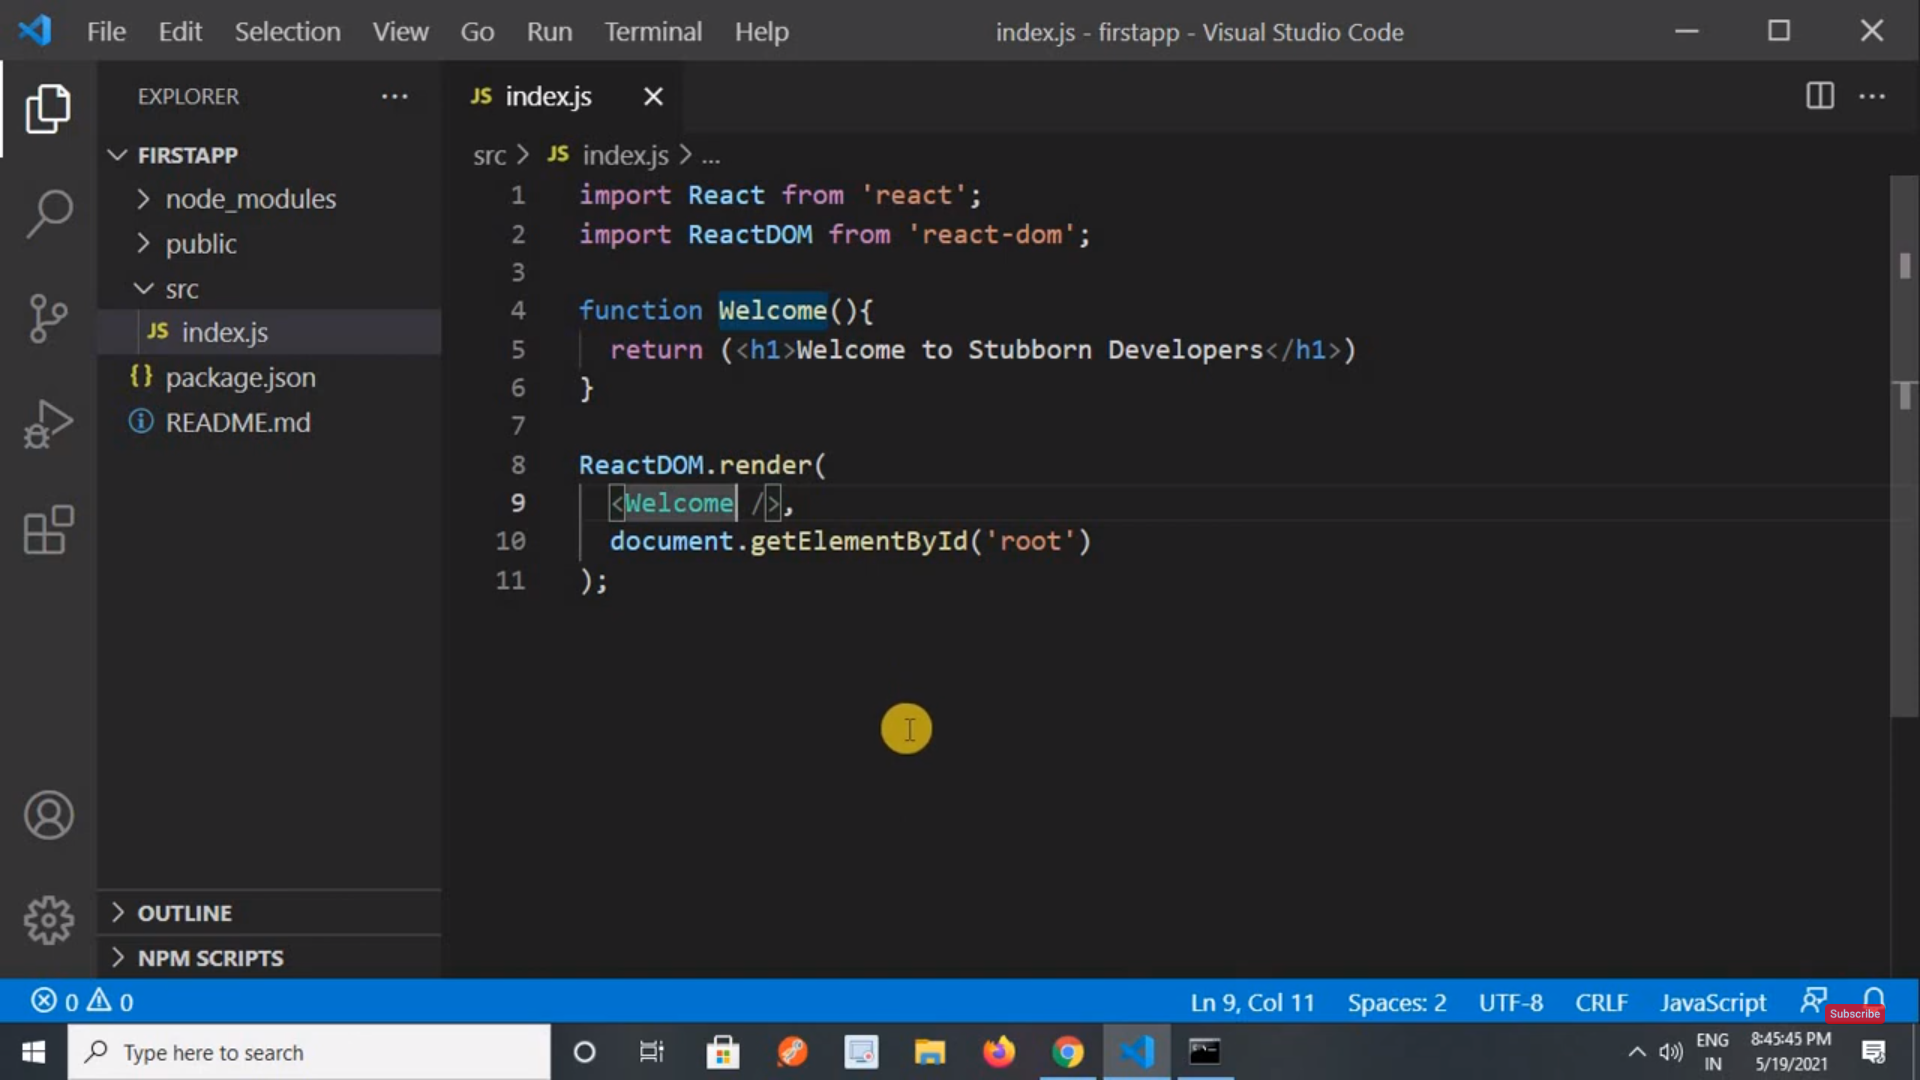 File Edit Selection View Go Run Terminal Help index.js - firstapp - Visual Studio Code
EXPLORER
JS index.js
FIRSTAPP
node_modules
public
src
JS index.js
{} package.json
README.md
OUTLINE
NPM SCRIPTS
src > JS index.js > ...
1 import React from 'react';
2 import ReactDOM from 'react-dom';
3
4 function Welcome(){
5 return (<h1>Welcome to Stubborn Developers</h1>)
6 }
7
8 ReactDOM.render(
9 <Welcome />,
10 document.getElementById('root')
11 );
0 0 Ln 9, Col 11 Spaces: 2 UTF-8 CRLF JavaScript
Subscribe
Type here to search
ENG
IN
8:45:45 PM
5/19/2021